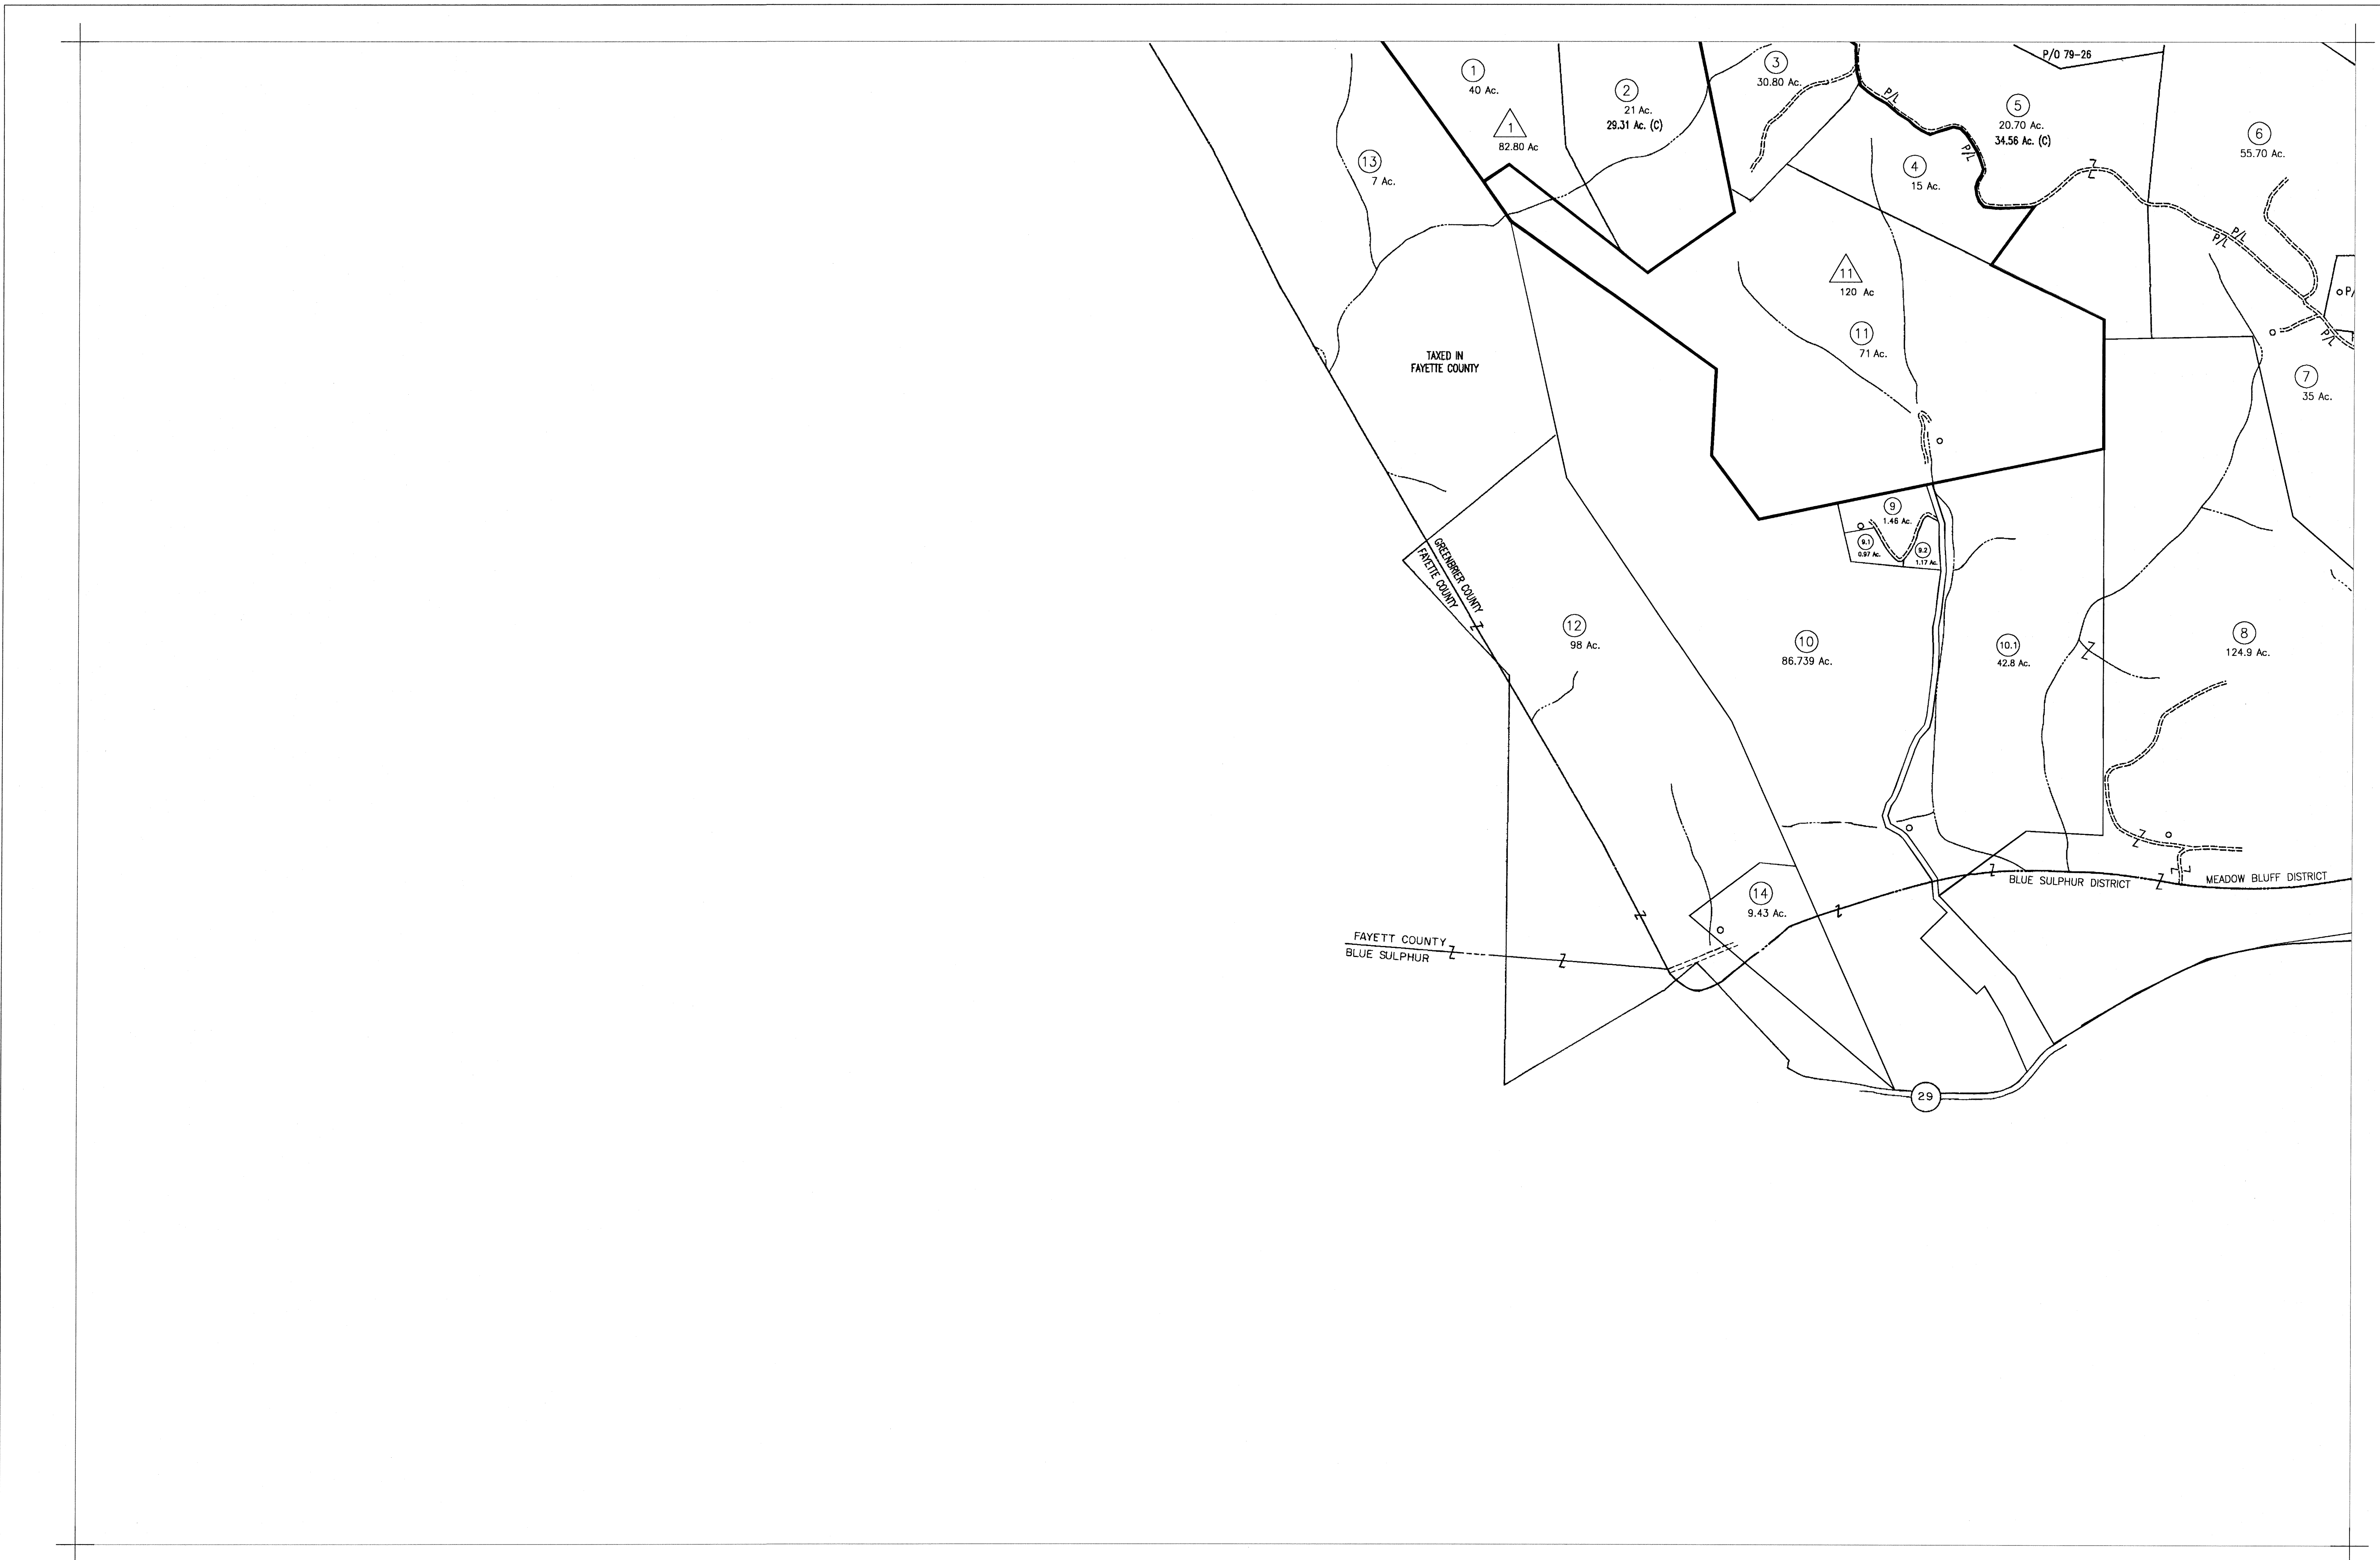 P/O 79-26
1
40 Ac.
1
82.80 Ac
2
21 Ac.
29.31 Ac. (C)
3
30.80 Ac.
P/L
P/L
4
15 Ac.
5
20.70 Ac.
34.56 Ac. (C)
6
55.70 Ac.
13
7 Ac.
P/L
P/L
P/
P/L
11
120 Ac
11
71 Ac.
TAXED IN
FAYETTE COUNTY
7
35 Ac.
9
1.46 Ac.
9.1
0.97 Ac.
9.2
1.17 Ac.
GREENBRIER COUNTY
FAYETTE COUNTY
12
98 Ac.
10
86.739 Ac.
10.1
42.8 Ac.
8
124.9 Ac.
14
9.43 Ac.
BLUE SULPHUR DISTRICT
MEADOW BLUFF DISTRICT
FAYETT COUNTY
BLUE SULPHUR
29